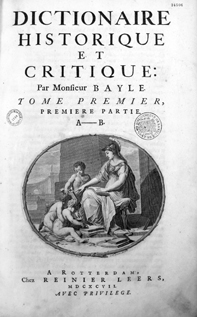 DICTIONAIRE
HISTORIQUE
ET
CRITIQUE:
Par Monsieur BAYLE
TOME PREMIER,
PREMIERE PARTIE.
A—B.
A ROTTERDAM,
Chez REINIER LEERS,
MDCXCVII.
AVEC PRIVILEGE.